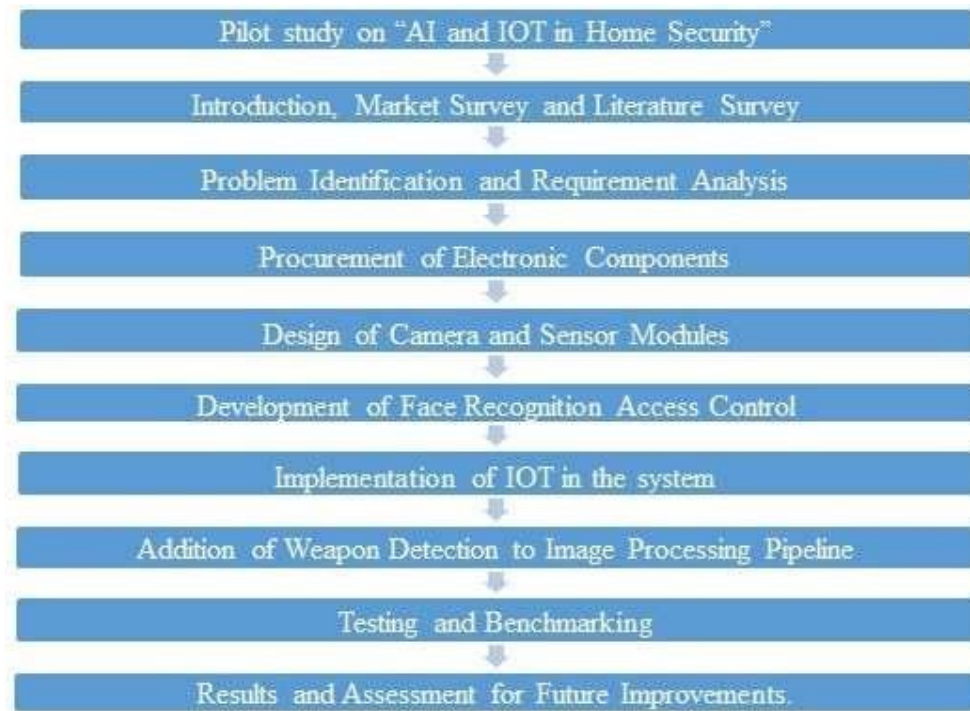 Pilot study on “AI and IOT in Home Security”
Introduction, Market Survey and Literature Survey
Problem Identification and Requirement Analysis
Procurement of Electronic Components
Design of Camera and Sensor Modules
Development of Face Recognition Access Control
Implementation of IOT in the system
Addition of Weapon Detection to Image Processing Pipeline
Testing and Benchmarking
Results and Assessment for Future Improvements.